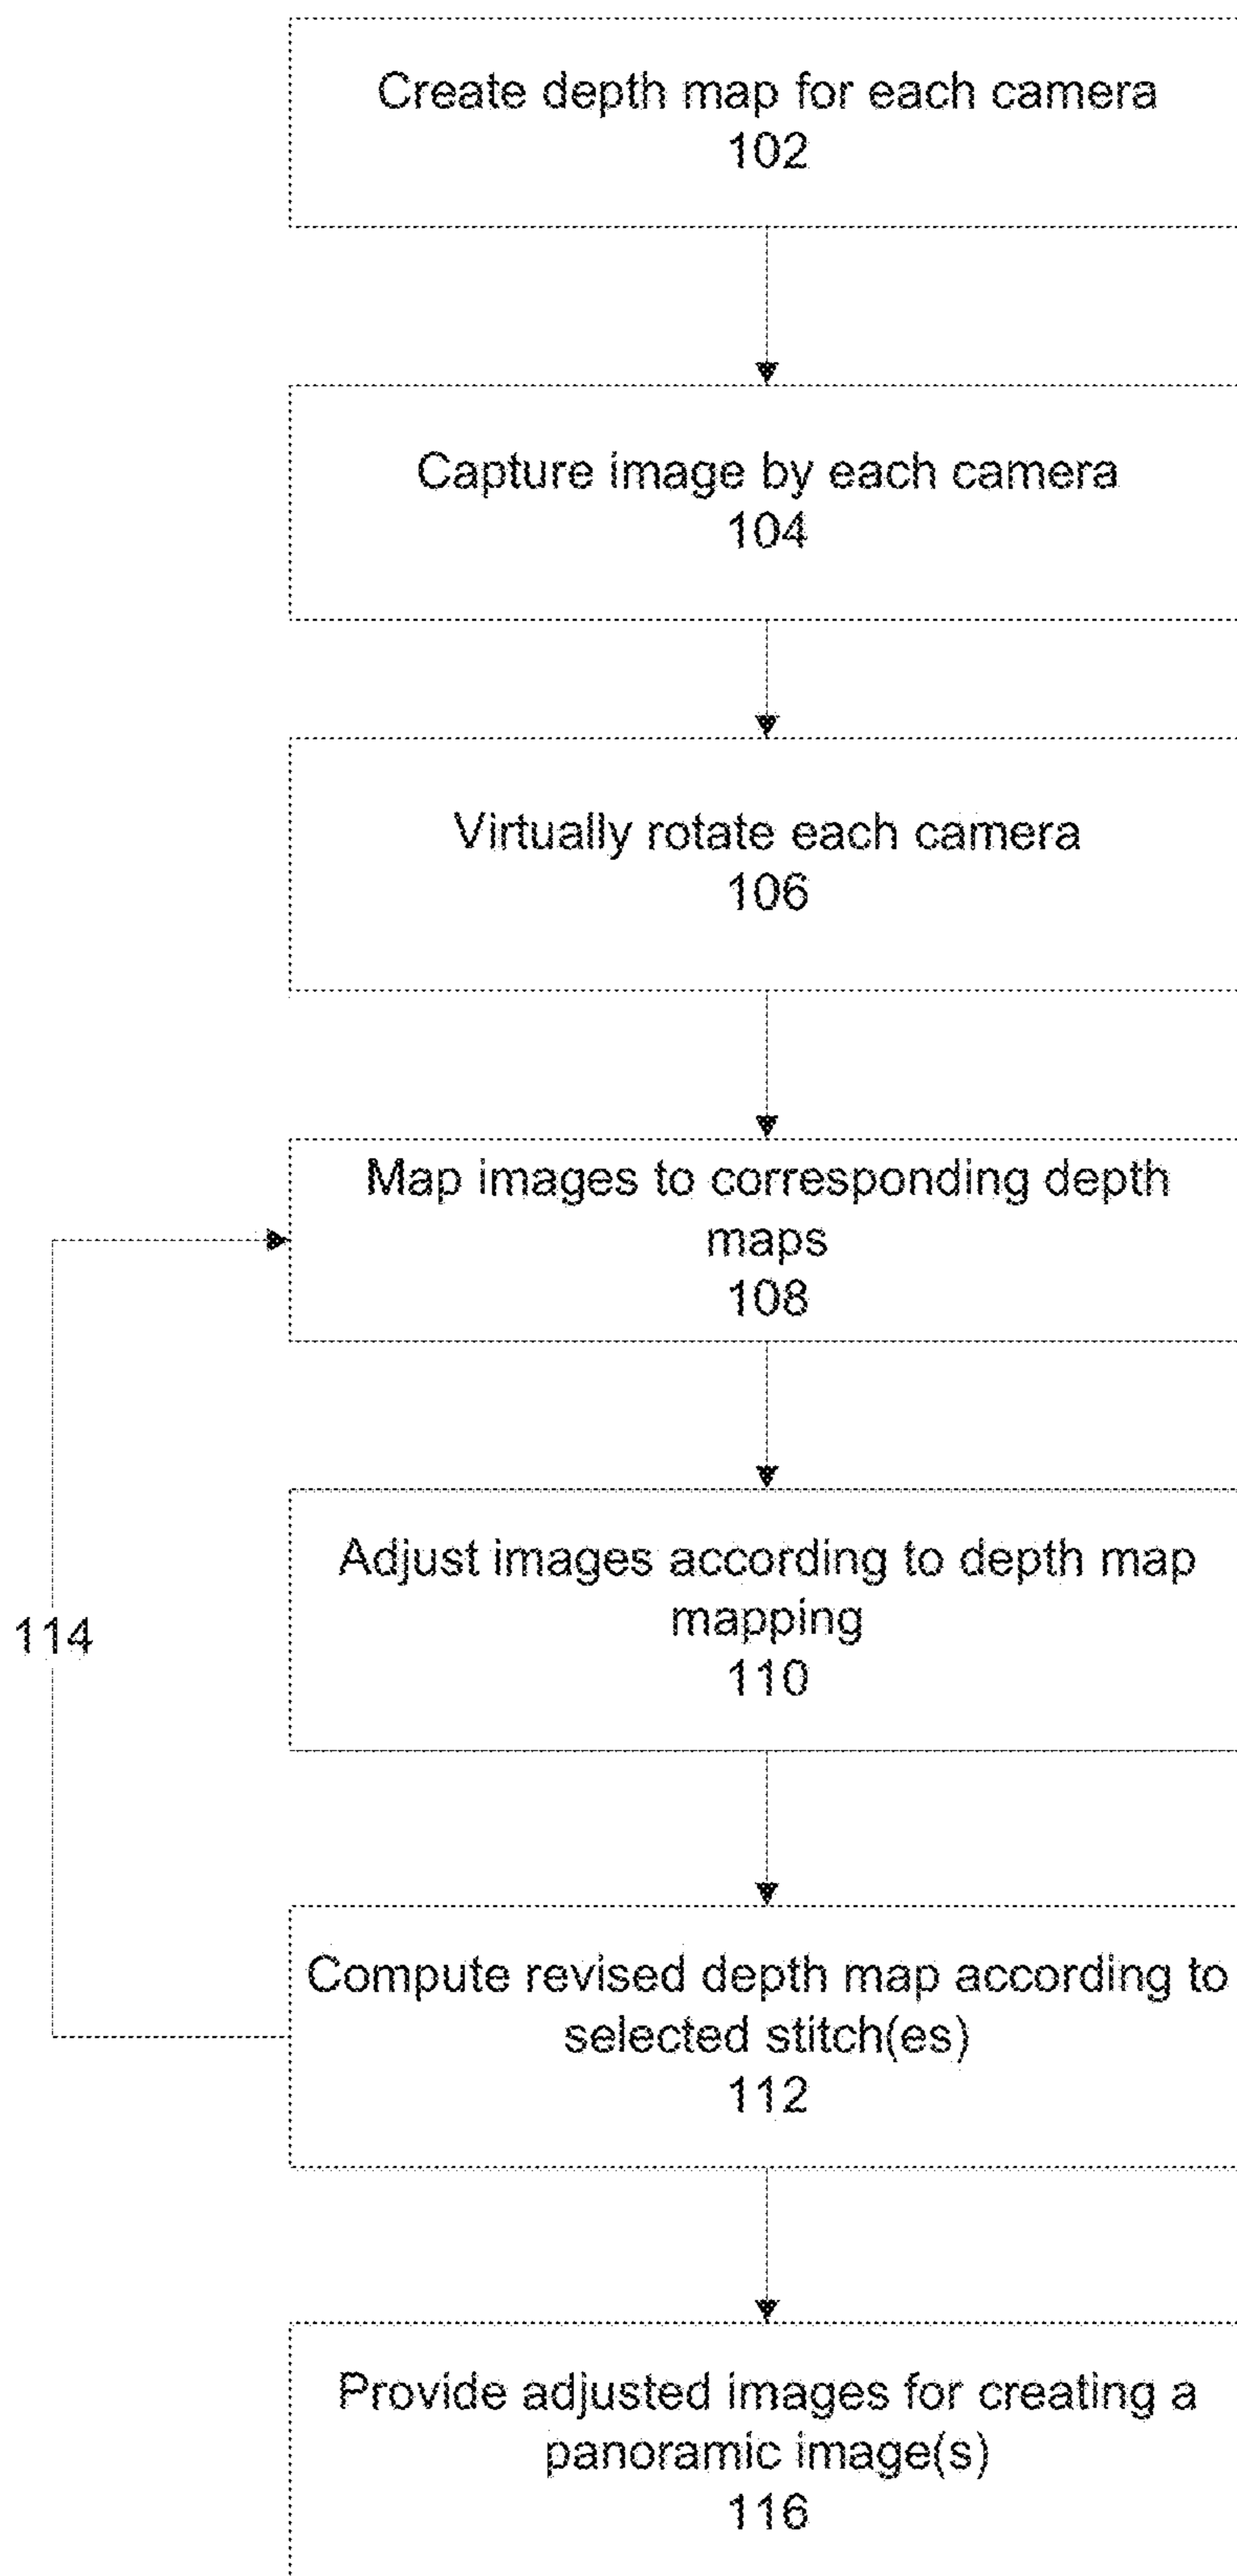 Create depth map for each camera
102
Capture image by each camera
104
Virtually rotate each camera
106
Map images to corresponding depth
maps
108
Adjust images according to depth map
mapping
110
114
Compute revised depth map according to
selected stitch(es)
112
Provide adjusted images for creating a
panoramic image(s)
116